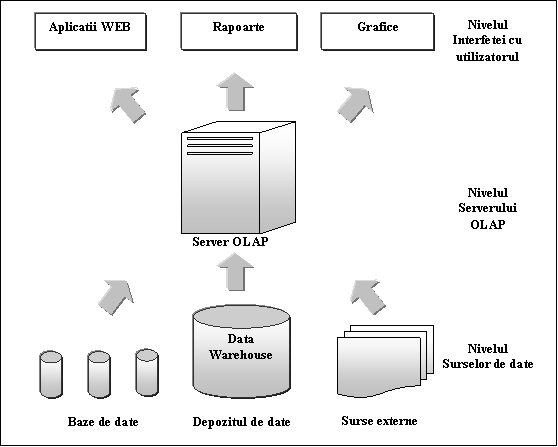 Aplicatii WEB
Rapoarte
Grafice
Nivelul
Interfetei cu
utilizatorul
Nivelul
Serverului
OLAP
Server OLAP
Data
Warehouse
Nivelul
Surselor de date
Baze de date
Depozitul de date
Surse externe